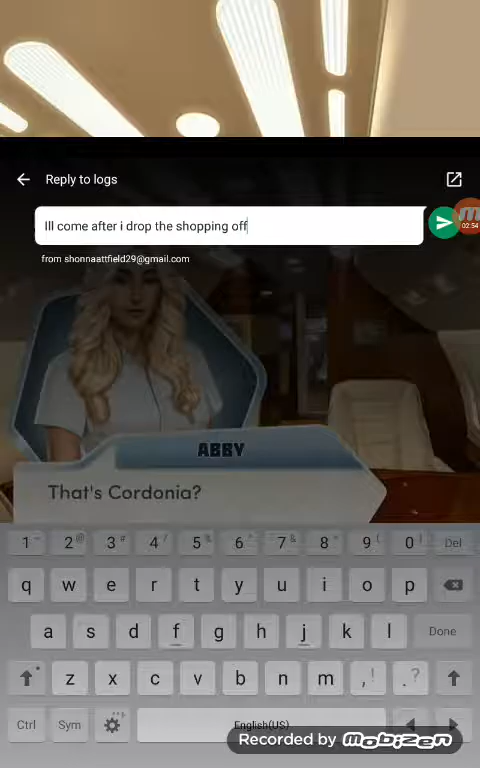 Reply to logs
Ill come after i drop the shopping off
02:54
from shonnaattfield29@gmail.com
ABBY
That's Cordonia?
1 2 @ 3 # 4 / 5 6 ^ 7 & 8 * 9 ( 0 ) Del
q w e r t y u i o p
a s d f g h j k l Done
z x c v b n m , ! . ?
Ctrl Sym English(US)
Recorded by MOBIZEN